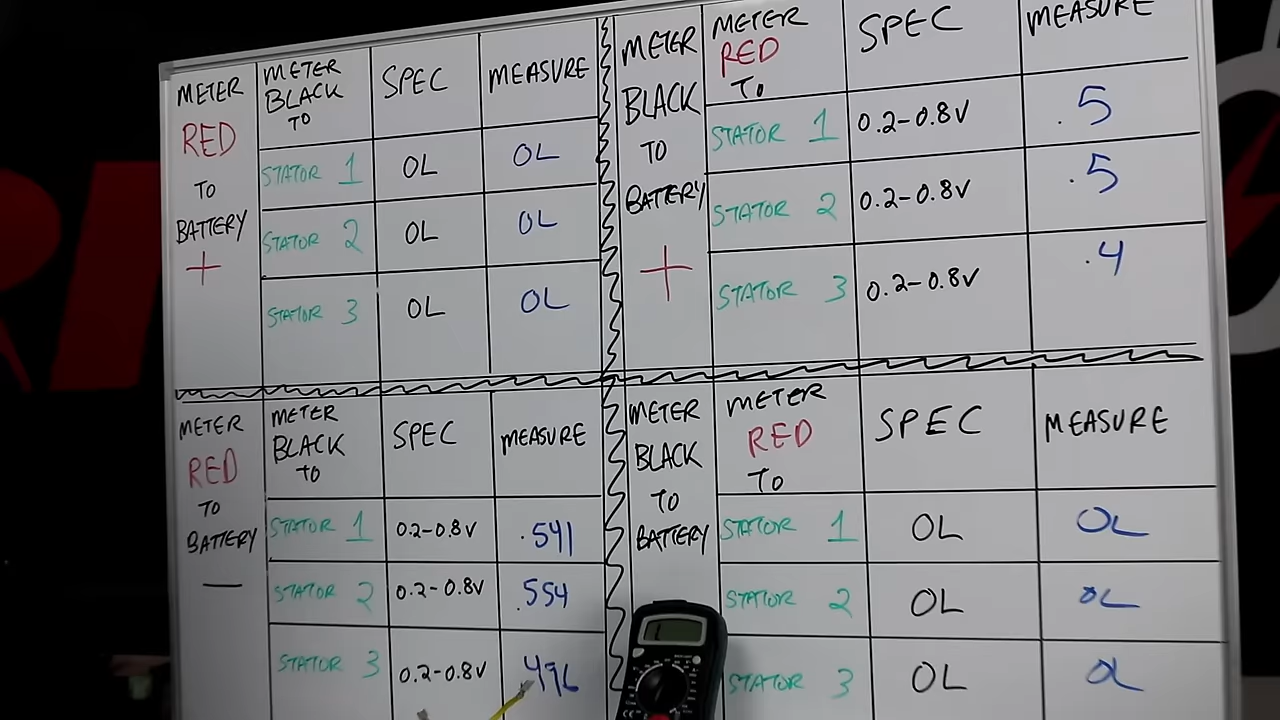 METER
RED
TO
BATTERY
+
METER
BLACK
TO
SPEC
MEASURE
STATOR 1
OL
OL
STATOR 2
OL
OL
STATOR 3
OL
OL
METER
BLACK
TO
BATTERY
+
METER
RED
TO
SPEC
MEASURE
STATOR 1
0.2-0.8V
.5
STATOR 2
0.2-0.8V
.5
STATOR 3
0.2-0.8V
.4
METER
RED
TO
BATTERY
—
METER
BLACK
TO
SPEC
MEASURE
STATOR 1
0.2-0.8V
.541
STATOR 2
0.2-0.8V
.554
STATOR 3
0.2-0.8V
496
METER
BLACK
TO
BATTERY
METER
RED
TO
SPEC
MEASURE
STATOR 1
OL
OL
STATOR 2
OL
OL
STATOR 3
OL
OL